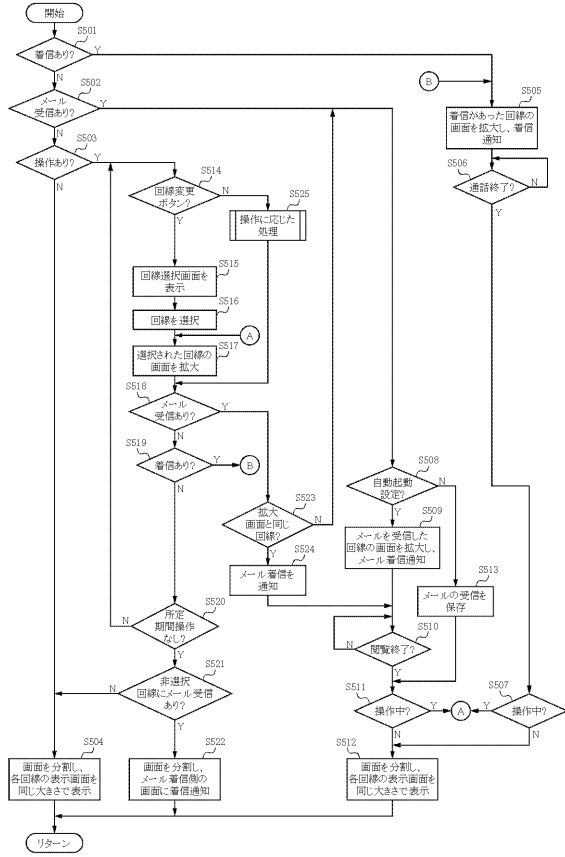 開始
S501
着信あり?
Y
N
S502
メール
受信あり?
Y
N
S503
操作あり?
Y
N
B
S505
着信があった回線の
画面を拡大し、着信
通知
S506
通話終了?
N
Y
S514
回線変更
ボタン?
N
Y
S525
操作に応じた
処理
S515
回線選択画面を
表示
S516
回線を選択
A
S517
選択された回線の
画面を拡大
S518
メール
受信あり?
Y
N
S519
着信あり?
Y
B
N
S523
拡大
画面と同じ
回線?
N
Y
S524
メール着信を
通知
S508
自動起動
設定?
N
Y
S509
メールを受信した
回線の画面を拡大し、
メール着信通知
S513
メールの受信を
保存
S510
閲覧終了?
N
Y
S520
所定
期間操作
なし?
N
Y
S521
非選択
回線にメール受信
あり?
N
Y
S511
操作中?
Y
N
A
S507
操作中?
Y
N
S504
画面を分割し、
各回線の表示画面を
同じ大きさで表示
S522
画面を分割し、
メール着信側の
画面に着信通知
S512
画面を分割し、
各回線の表示画面を
同じ大きさで表示
リターン